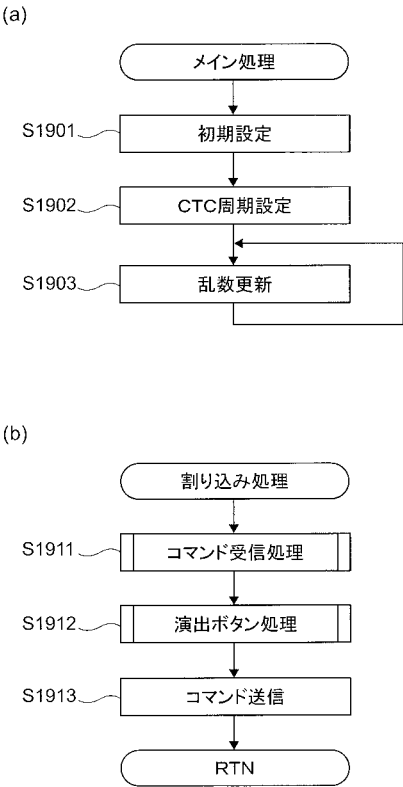 (a)
メイン処理
S1901
初期設定
S1902
CTC周期設定
S1903
乱数更新
(b)
割り込み処理
S1911
コマンド受信処理
S1912
演出ボタン処理
S1913
コマンド送信
RTN